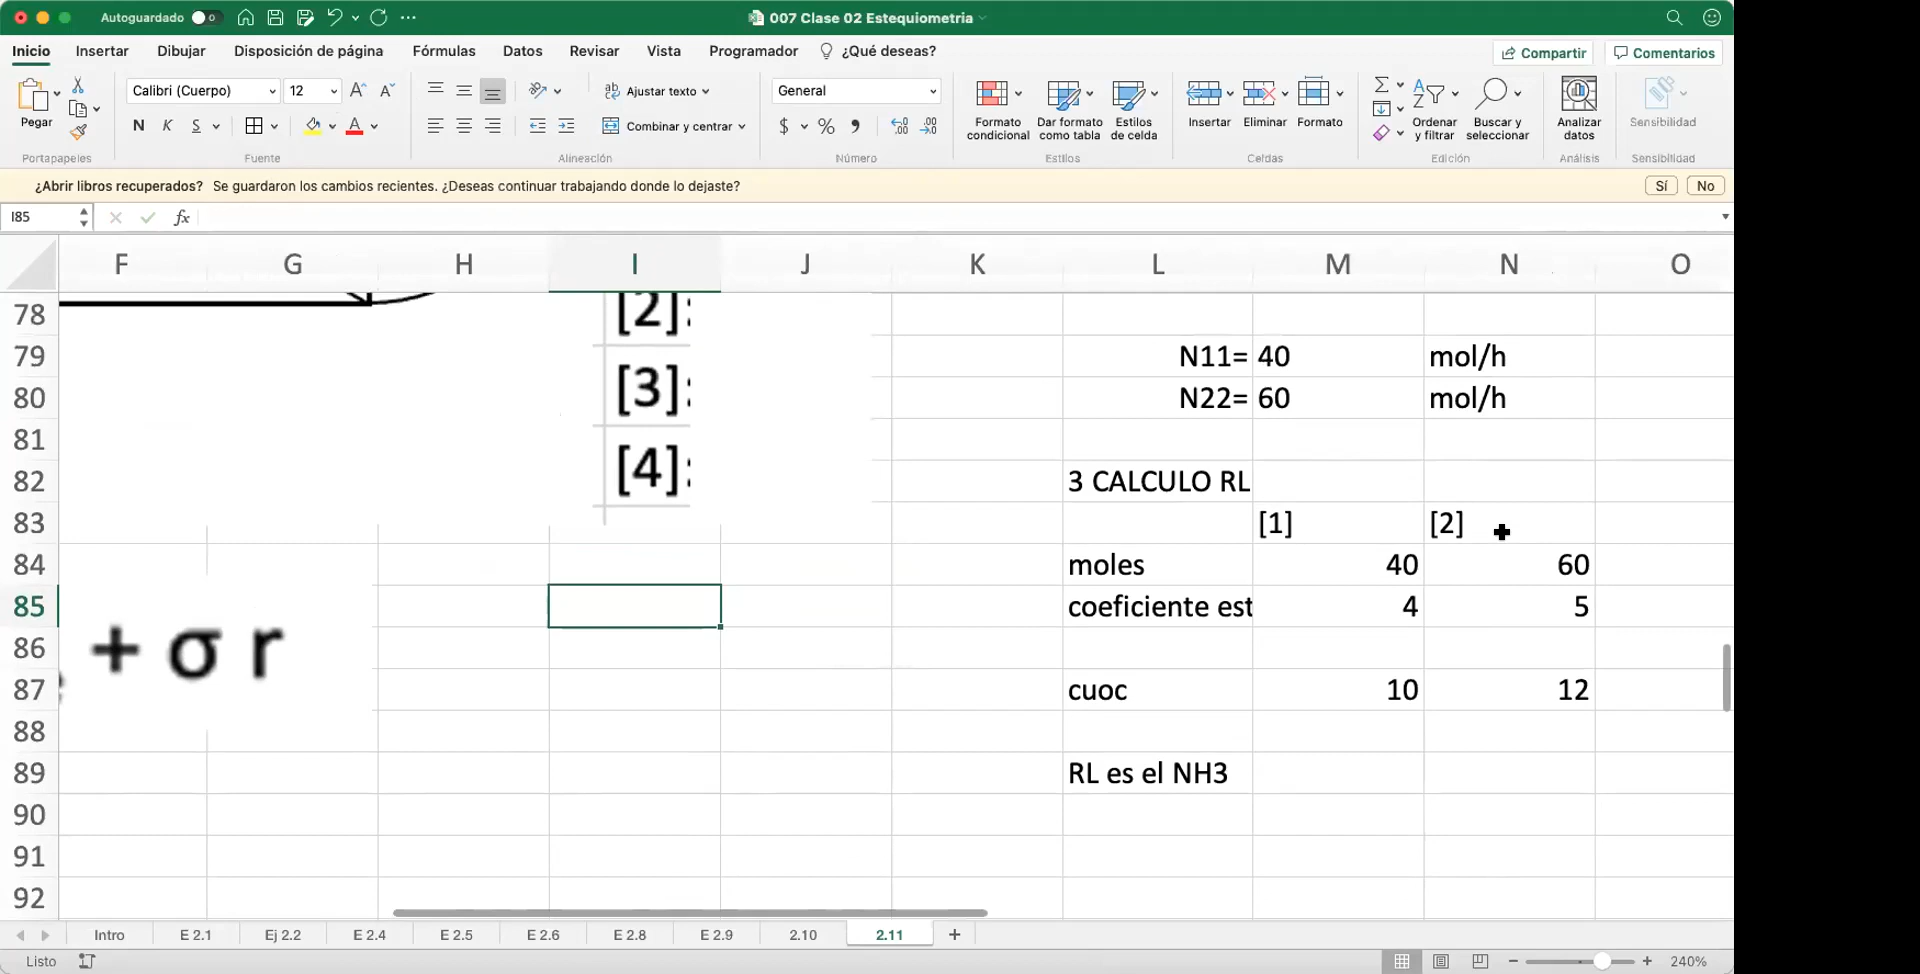 Autoguardado
007 Clase 02 Estequiometria
Inicio Insertar Dibujar Disposición de página Fórmulas Datos Revisar Vista Programador ¿Qué deseas? Compartir Comentarios
Pegar
Calibri (Cuerpo) 12 A A
N K S A
ab Ajustar texto
Combinar y centrar
General
$ % 9 ,00 ,00
Formato condicional
Dar formato como tabla
Estilos de celda
Insertar Eliminar Formato
Ordenar y filtrar
Buscar y seleccionar
Analizar datos
Sensibilidad
Portapapeles Fuente Alineación Número Estilos Celdas Edición Análisis Sensibilidad
¿Abrir libros recuperados? Se guardaron los cambios recientes. ¿Deseas continuar trabajando donde lo dejaste? Sí No
I85 fx
F G H I J K L M N O
78 [2]:
79 N11= 40 mol/h
80 [3]: N22= 60 mol/h
81
82 [4]: 3 CALCULO RL
83 [1] [2]
84 moles 40 60
85 coeficiente est 4 5
86 + σ r
87 cuoc 10 12
88
89 RL es el NH3
90
91
92
Intro E 2.1 Ej 2.2 E 2.4 E 2.5 E 2.6 E 2.8 E 2.9 2.10 2.11 +
Listo 240%